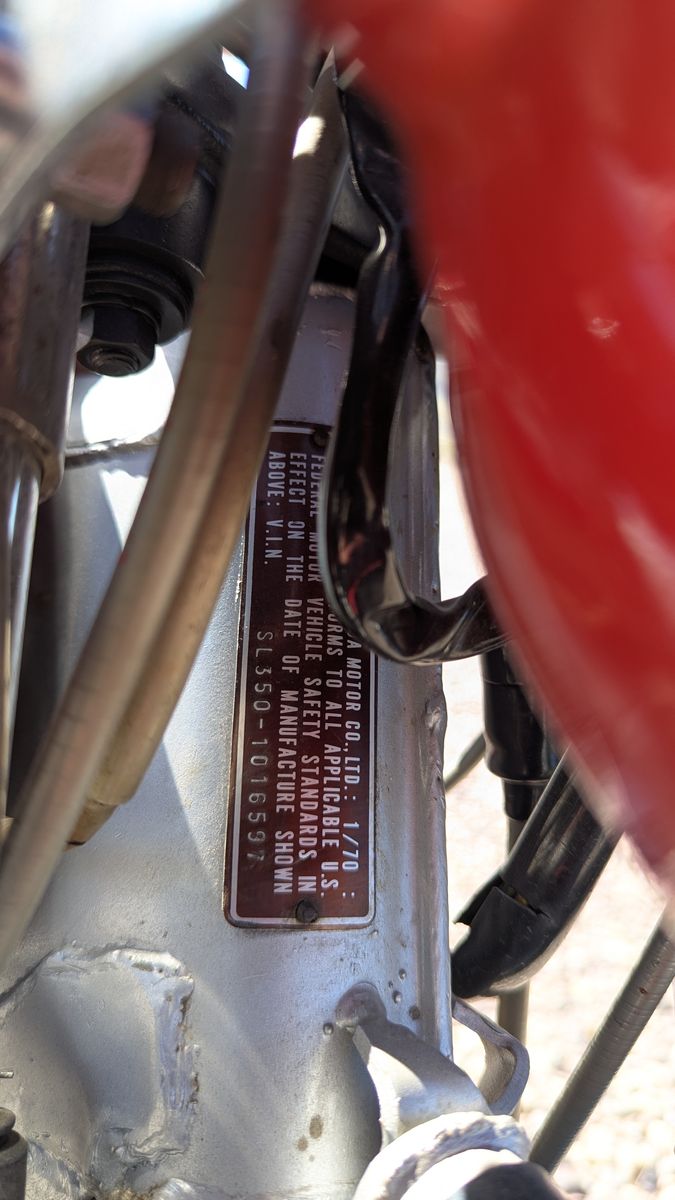 MOTOR CO.,LTD.: 1/70 :
TO ALL APPLICABLE U.S.
FEDERAL MOTOR VEHICLE SAFETY STANDARDS IN
EFFECT ON THE DATE OF MANUFACTURE SHOWN
ABOVE: V.I.N. SL350-1016597